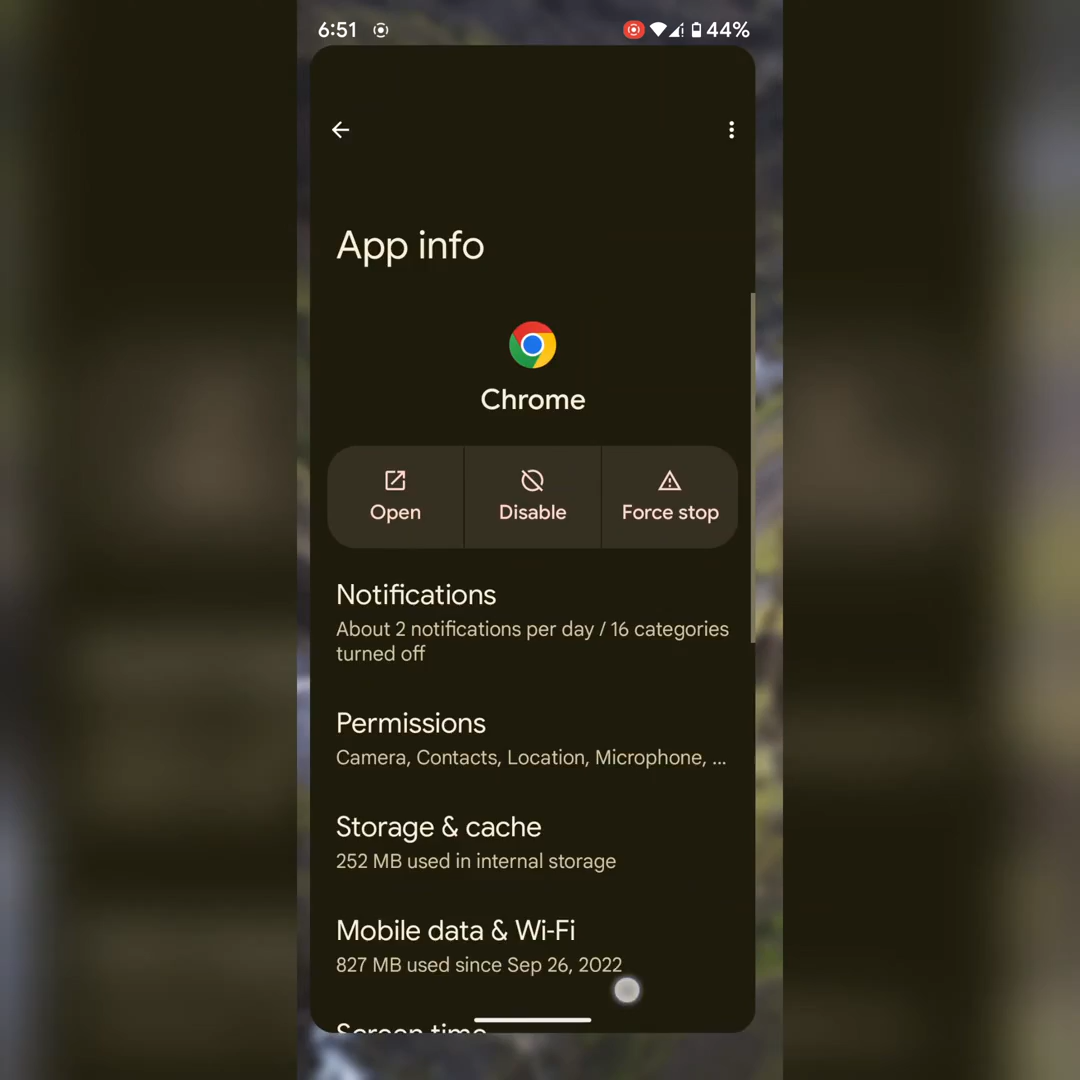 6:51 44%
App info
Chrome
Open Disable Force stop
Notifications
About 2 notifications per day / 16 categories
turned off
Permissions
Camera, Contacts, Location, Microphone, ...
Storage & cache
252 MB used in internal storage
Mobile data & Wi-Fi
827 MB used since Sep 26, 2022
Screen time